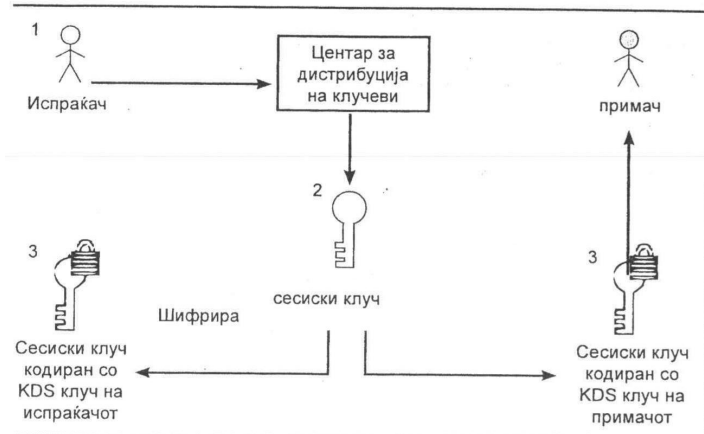 1
Испраќач
Центар за
дистрибуција
на клучеви
примач
2
сесиски клуч
3
Сесиски клуч
кодиран со
KDS клуч на
испраќачот
Шифрира
3
Сесиски клуч
кодиран со
KDS клуч на
примачот